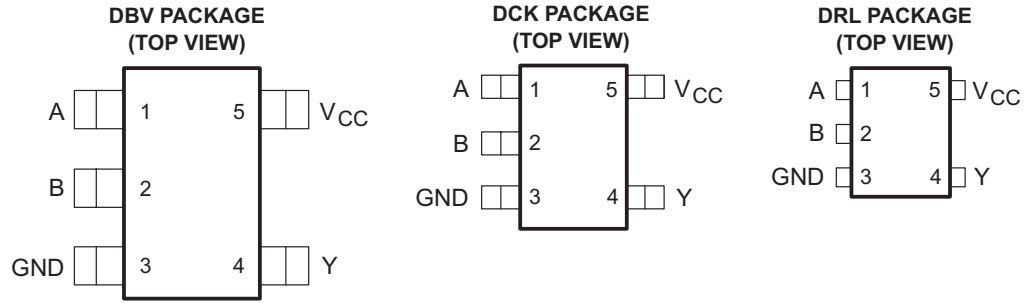 DBV PACKAGE
(TOP VIEW)
A 1 5 VCC
B 2
GND 3 4 Y
DCK PACKAGE
(TOP VIEW)
A 1 5 VCC
B 2
GND 3 4 Y
DRL PACKAGE
(TOP VIEW)
A 1 5 VCC
B 2
GND 3 4 Y